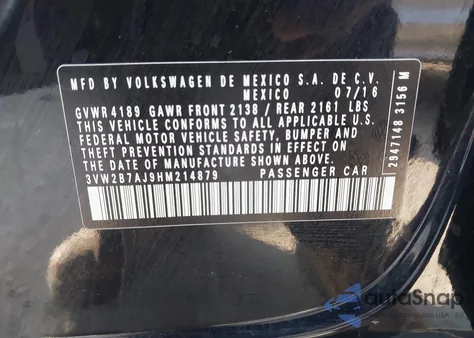 MFD BY VOLKSWAGEN DE MEXICO S.A. DE C.V.
MEXICO 07/16
GVWR 4189 GAWR FRONT 2138 / REAR 2161 LBS
THIS VEHICLE CONFORMS TO ALL APPLICABLE U.S.
FEDERAL MOTOR VEHICLE SAFETY, BUMPER AND
THEFT PREVENTION STANDARDS IN EFFECT ON
THE DATE OF MANUFACTURE SHOWN ABOVE.
3VW2B7AJ9HM214879 PASSENGER CAR
2947148 3156 M
autoSnap